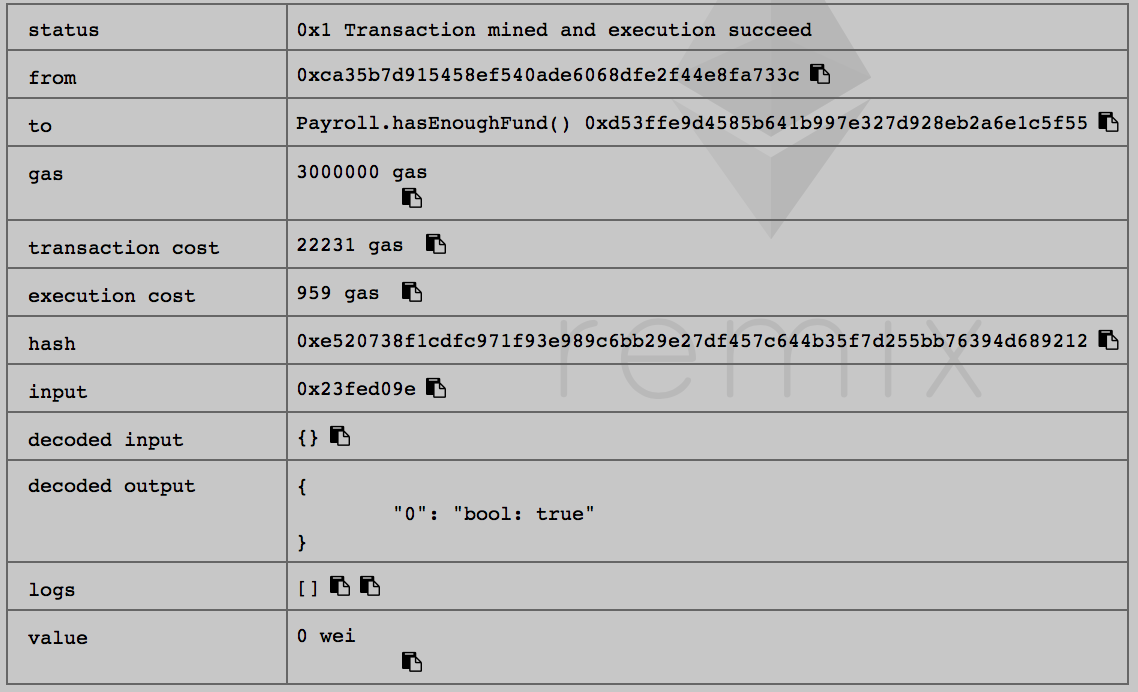 status 0x1 Transaction mined and execution succeed
from 0xca35b7d915458ef540ade6068dfe2f44e8fa733c
to Payroll.hasEnoughFund() 0xd53ffe9d4585b641b997e327d928eb2a6e1c5f55
gas 3000000 gas
transaction cost 22231 gas
execution cost 959 gas
hash 0xe520738f1cdfc971f93e989c6bb29e27df457c644b35f7d255bb76394d689212
input 0x23fed09e
decoded input {}
decoded output {
"0": "bool: true"
}
logs []
value 0 wei
remix